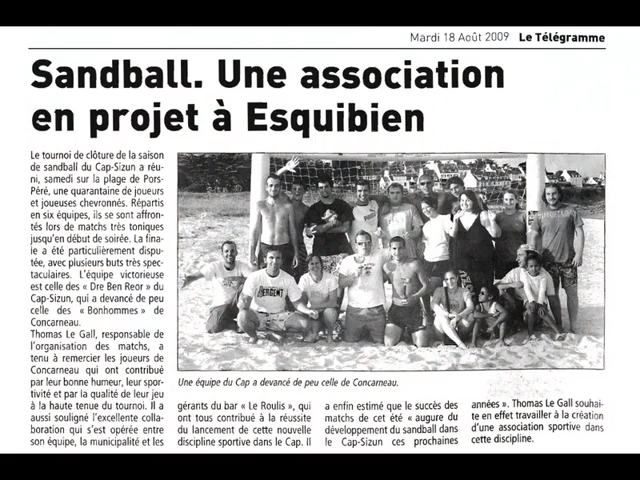 Mardi 18 Août 2009 Le Télégramme
Sandball. Une association
en projet à Esquibien
Le tournoi de clôture de la saison
de sandball du Cap-Sizun a réu-
ni, samedi sur la plage de Pors-
Péré, une quarantaine de joueurs
et joueuses chevronnés. Répartis
en six équipes, ils se sont affron-
tés lors de matchs très toniques
jusqu'en début de soirée. La fina-
le a été particulièrement dispu-
tée, avec plusieurs buts très spec-
taculaires. L'équipe victorieuse
est celle des « Dre Ben Reor » du
Cap-Sizun, qui a devancé de peu
celle des « Bonhommes » de
Concarneau.
Thomas Le Gall, responsable de
l'organisation des matchs, a
tenu à remercier les joueurs de
Concarneau qui ont contribué
par leur bonne humeur, leur spor-
tivité et par la qualité de leur jeu
à la haute tenue du tournoi. Il a
aussi souligné l'excellente colla-
boration qui s'est opérée entre
son équipe, la municipalité et les
Une équipe du Cap a devancé de peu celle de Concarneau.
gérants du bar « Le Roulis », qui
ont tous contribué à la réussite
du lancement de cette nouvelle
discipline sportive dans le Cap. Il
a enfin estimé que le succès des
matchs de cet été « augure du
développement du sandball dans
le Cap-Sizun ces prochaines
années ». Thomas Le Gall souhai-
te en effet travailler à la création
d'une association sportive dans
cette discipline.